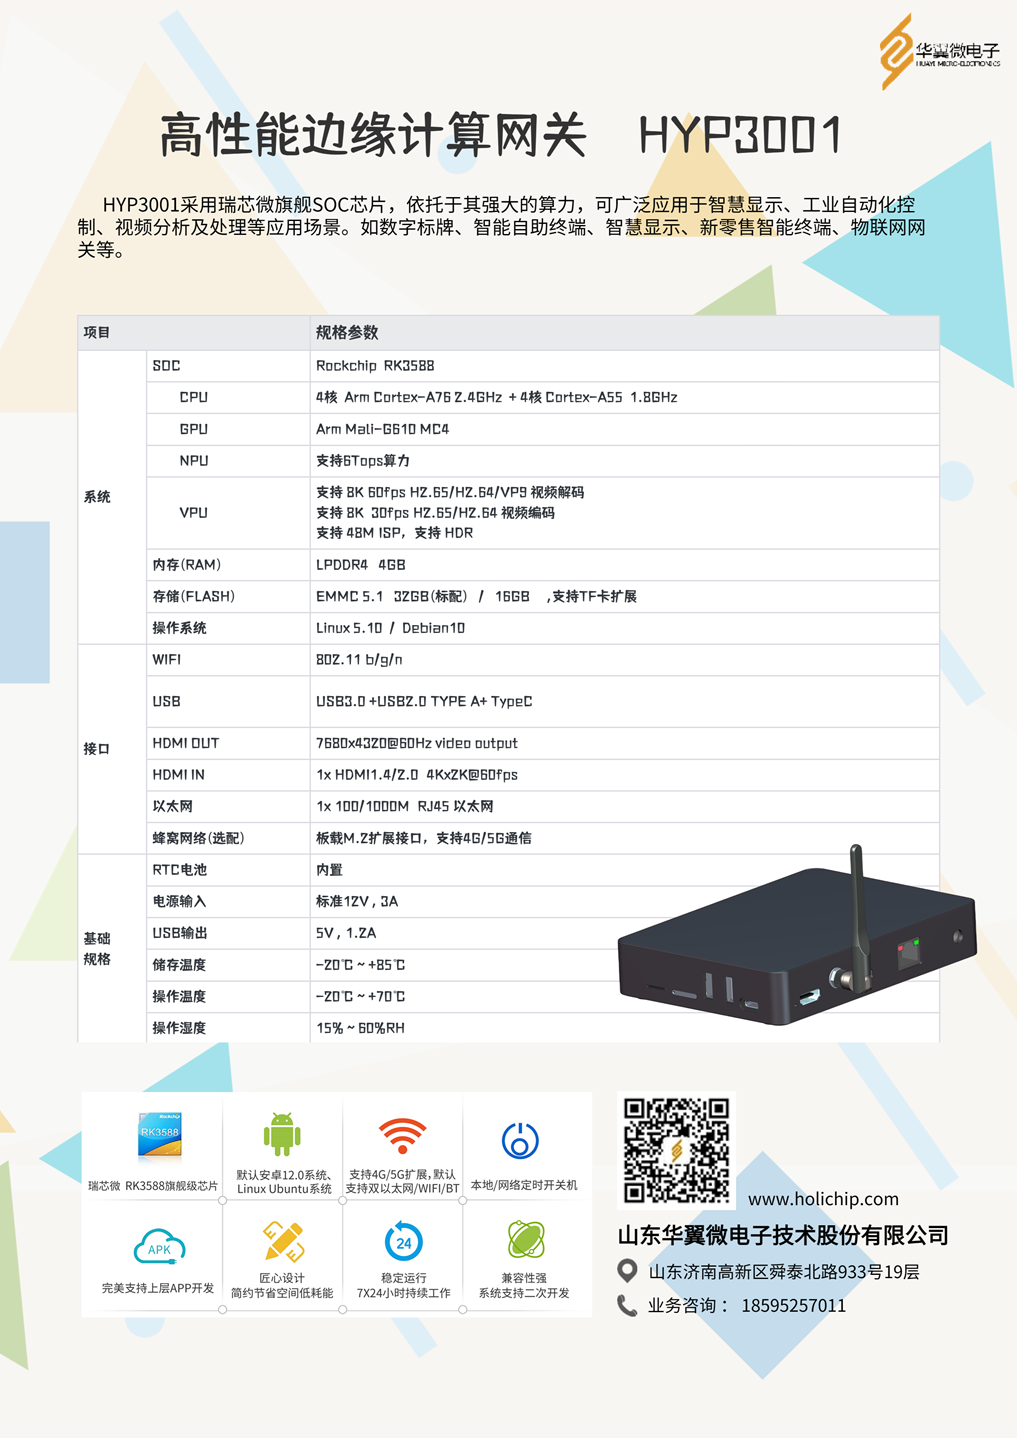 华翼微电子
HUAYI MICRO-ELECTRONICS
高性能边缘计算网关 HYP3001
HYP3001采用瑞芯微旗舰SOC芯片，依托于其强大的算力，可广泛应用于智慧显示、工业自动化控
制、视频分析及处理等应用场景。如数字标牌、智能自助终端、智慧显示、新零售智能终端、物联网网
关等。
项目 规格参数
系统
SOC Rockchip RK3588
CPU 4核 Arm Cortex-A76 2.4GHz + 4核 Cortex-A55 1.8GHz
GPU Arm Mali-G610 MC4
NPU 支持6Tops算力
VPU
支持 8K 60fps H2.65/H2.64/VP9 视频解码
支持 8K 30fps H2.65/H2.64 视频编码
支持 48M ISP，支持 HDR
内存(RAM) LPDDR4 4GB
存储(FLASH) EMMC 5.1 32GB(标配) / 16GB ,支持TF卡扩展
操作系统 Linux 5.10 / Debian10
接口
WIFI 802.11 b/g/n
USB USB3.0 +USB2.0 TYPE A+ TypeC
HDMI OUT 7680x4320@60Hz video output
HDMI IN 1x HDMI1.4/2.0 4Kx2K@60fps
以太网 1x 100/1000M RJ45 以太网
蜂窝网络(选配) 板载M.2扩展接口，支持4G/5G通信
基础
规格
RTC电池 内置
电源输入 标准12V , 3A
USB输出 5V , 1.2A
储存温度 -20℃ ~ +85℃
操作温度 -20℃ ~ +70℃
操作湿度 15% ~ 60%RH
Rockchip
RK3588
瑞芯微 RK3588旗舰级芯片
默认安卓12.0系统、
Linux Ubuntu系统
支持4G/5G扩展，默认
支持双以太网/WIFI/BT
本地/网络定时开关机
APK
完美支持上层APP开发
匠心设计
简约节省空间低耗能
24
稳定运行
7X24小时持续工作
兼容性强
系统支持二次开发
www.holichip.com
山东华翼微电子技术股份有限公司
山东济南高新区舜泰北路933号19层
业务咨询： 18595257011